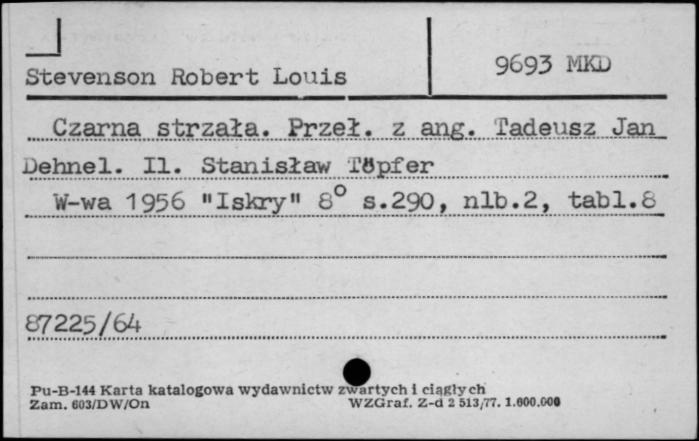 Stevenson Robert Louis
9693 MKD
Czarna strzała. Przeł. z ang. Tadeusz Jan
Dehnel. Il. Stanisław Töpfer
W-wa 1956 "Iskry" 8° s.290, nlb.2, tabl.8
87225/64
Pu-B-144 Karta katalogowa wydawnictw zwartych i ciągłych
Zam. 603/DW/On WZGraf. Z-d 2 513/77. 1.600.000